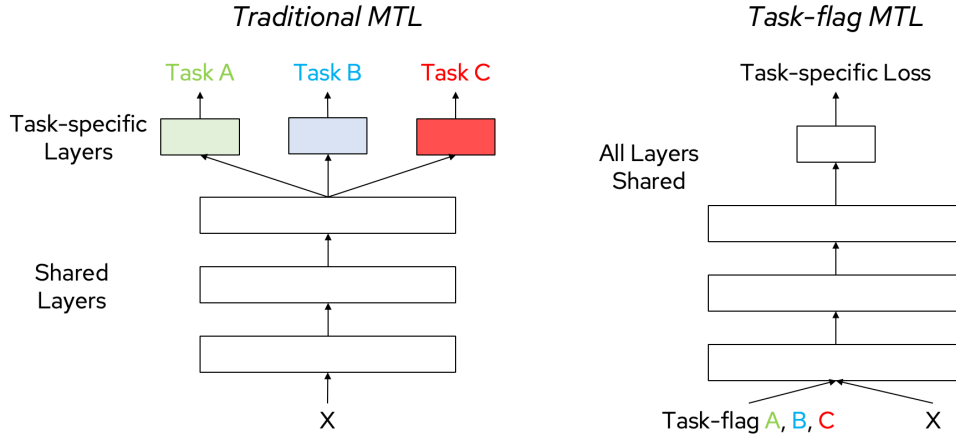 Traditional MTL
Task A
Task B
Task C
Task-specific
Layers
Shared
Layers
X
Task-flag MTL
Task-specific Loss
All Layers
Shared
Task-flag A, B, C
X